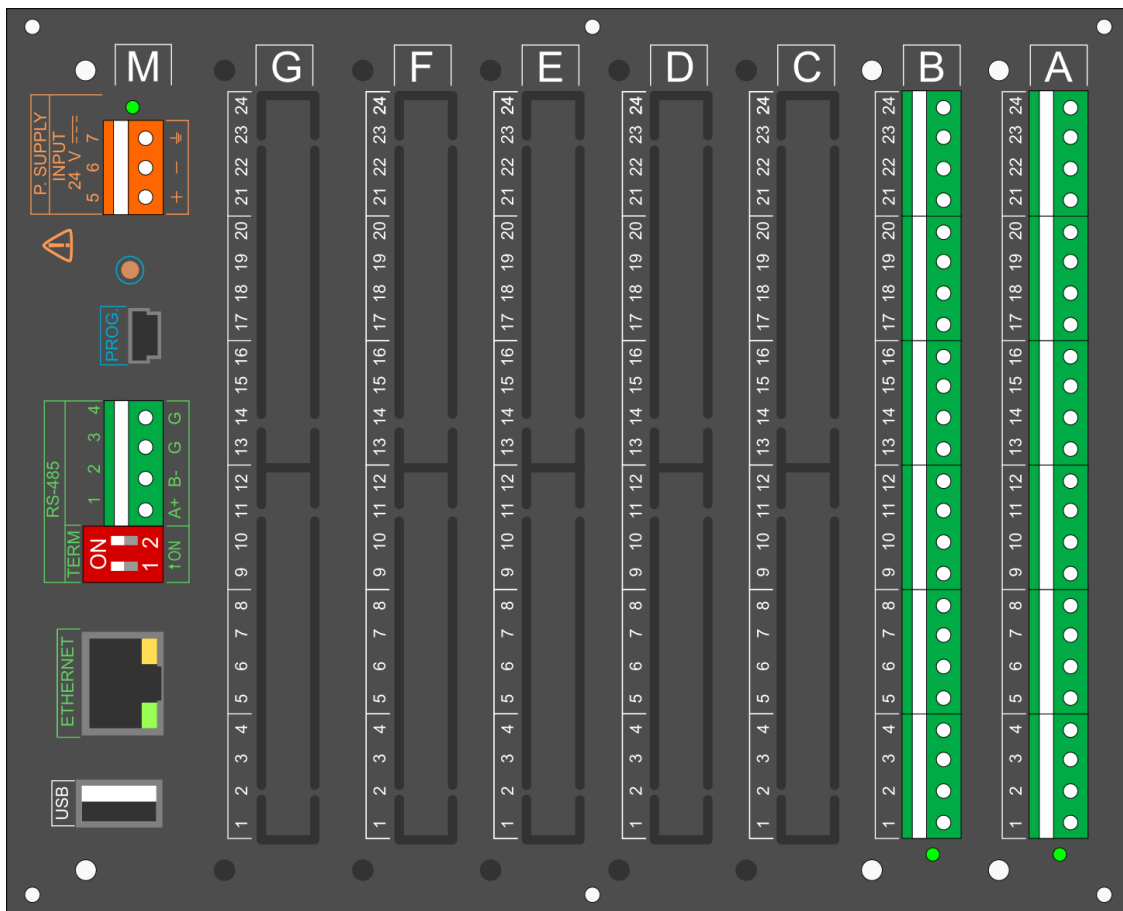 M
P. SUPPLY
INPUT
24 V ⎓
5 6 7
+ − ⏚
PROG.
RS-485
TERM
1 2 3 4
A+ B- G G
ON
1 2
↑ON
ETHERNET
USB
G
1 2 3 4 5 6 7 8 9 10 11 12 13 14 15 16 17 18 19 20 21 22 23 24
F
1 2 3 4 5 6 7 8 9 10 11 12 13 14 15 16 17 18 19 20 21 22 23 24
E
1 2 3 4 5 6 7 8 9 10 11 12 13 14 15 16 17 18 19 20 21 22 23 24
D
1 2 3 4 5 6 7 8 9 10 11 12 13 14 15 16 17 18 19 20 21 22 23 24
C
1 2 3 4 5 6 7 8 9 10 11 12 13 14 15 16 17 18 19 20 21 22 23 24
B
1 2 3 4 5 6 7 8 9 10 11 12 13 14 15 16 17 18 19 20 21 22 23 24
A
1 2 3 4 5 6 7 8 9 10 11 12 13 14 15 16 17 18 19 20 21 22 23 24